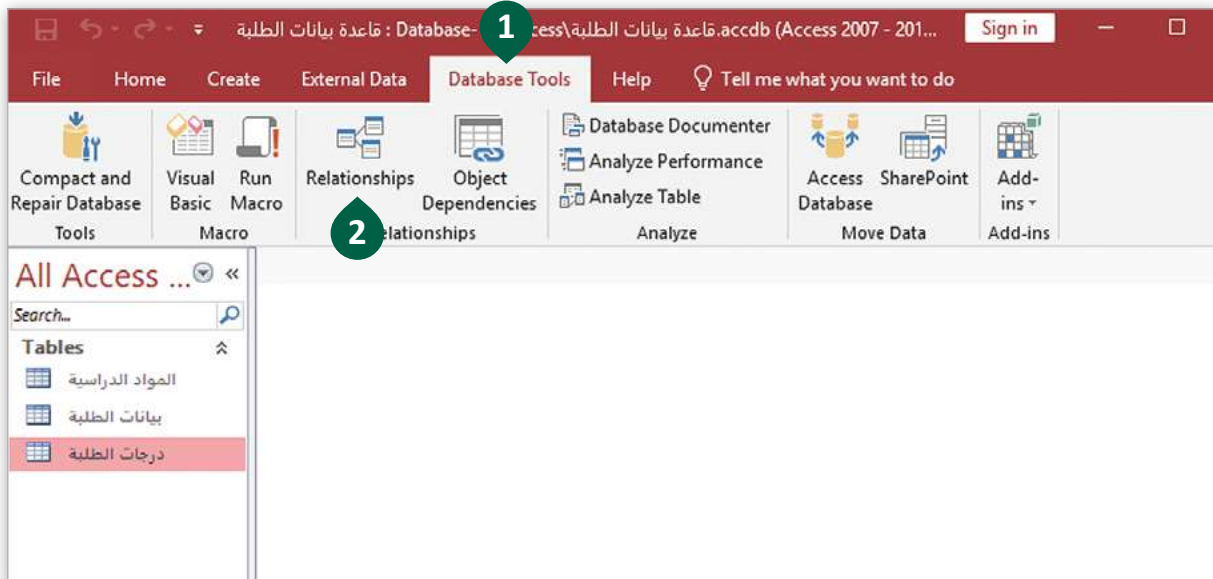 قاعدة بيانات الطلبة : Database- cess\قاعدة بيانات الطلبة.accdb (Access 2007 - 201... Sign in
1
File Home Create External Data Database Tools Help Tell me what you want to do
Compact and Repair Database
Visual Basic
Run Macro
Relationships
Object Dependencies
Database Documenter
Analyze Performance
Analyze Table
Access Database
SharePoint
Add-ins
2
Tools Macro elationships Analyze Move Data Add-ins
All Access ... «
Search...
Tables
المواد الدراسية
بيانات الطلبة
درجات الطلبة